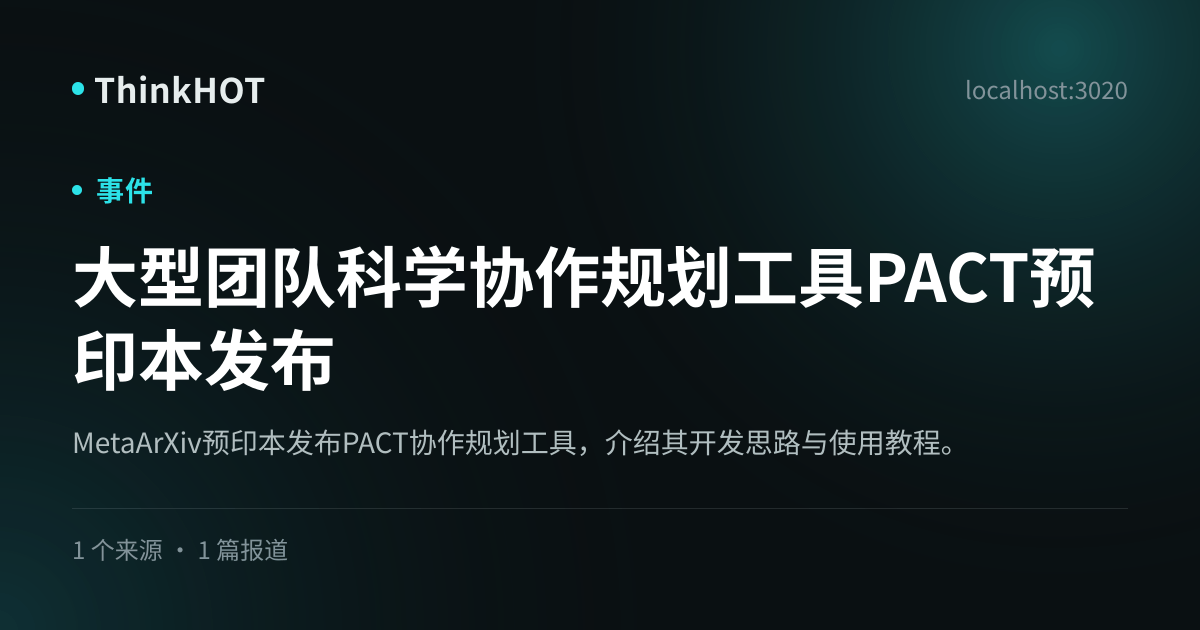 ThinkHOT
localhost:3020
事件
大型团队科学协作规划工具PACT预
印本发布
MetaArXiv预印本发布PACT协作规划工具，介绍其开发思路与使用教程。
1 个来源 · 1 篇报道